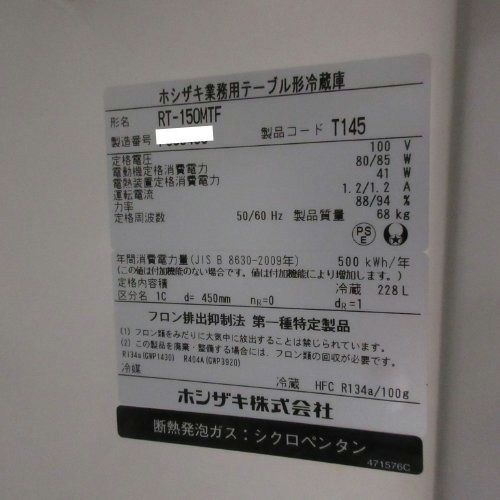 ホシザキ業務用テーブル形冷蔵庫
形名 RT-150MTF
製造番号 製品コード T145
定格電圧 100 V
電動機定格消費電力 80/85 W
電熱装置定格消費電力 41 W
運転電流 1.2/1.2 A
力率 88/94 %
定格周波数 50/60 Hz 製品質量 68 kg
PSE
年間消費電力量(JIS B 8630-2009年) 500 kWh/年
(この値は付加機能のない場合です。値は付加機能により増加します。)
定格内容積 冷蔵 228L
区分名 1C d= 450mm nR=0 dR=1
フロン排出抑制法 第一種特定製品
(1) フロン類をみだりに大気中に放出することは禁じられています。
(2) この製品を廃棄・整備する場合には、フロン類の回収が必要です。
R134a(GWP1430) R404A(GWP3920)
冷媒 冷蔵 HFC R134a/100g
ホシザキ株式会社
断熱発泡ガス:シクロペンタン
471576C